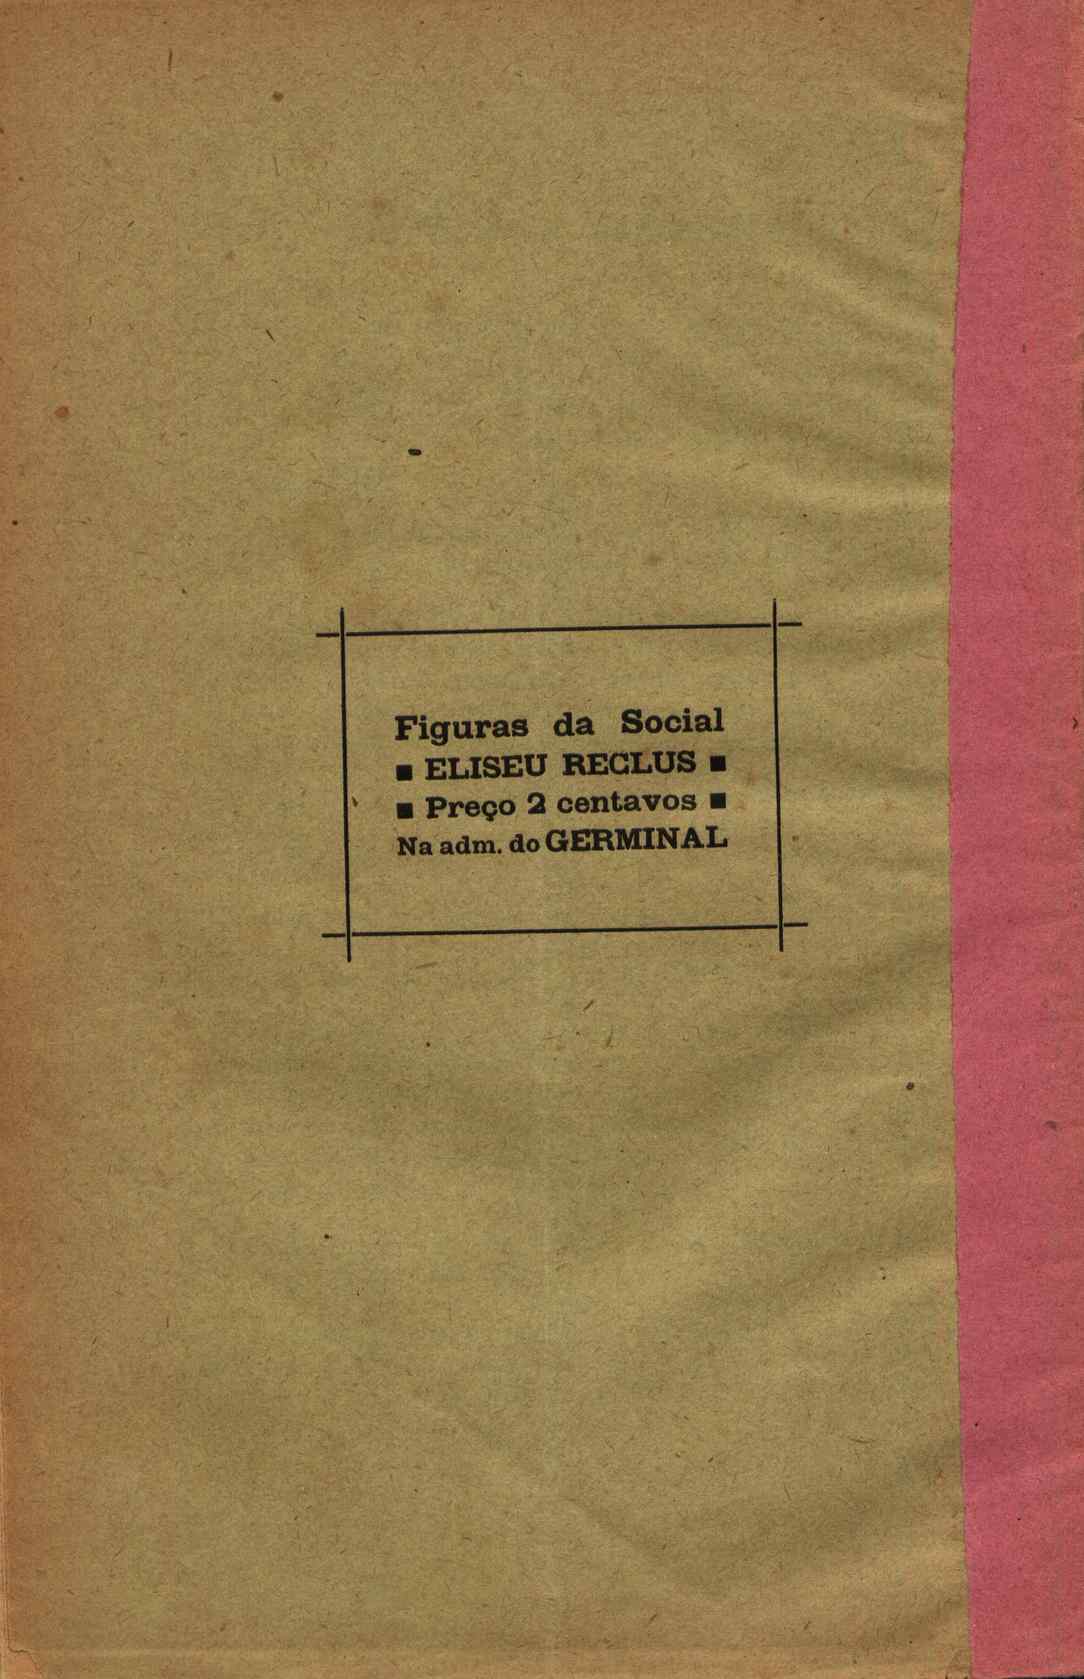 Figuras da Social
■ ELISEU RECLUS ■
■ Preço 2 centavos ■
Na adm. do GERMINAL